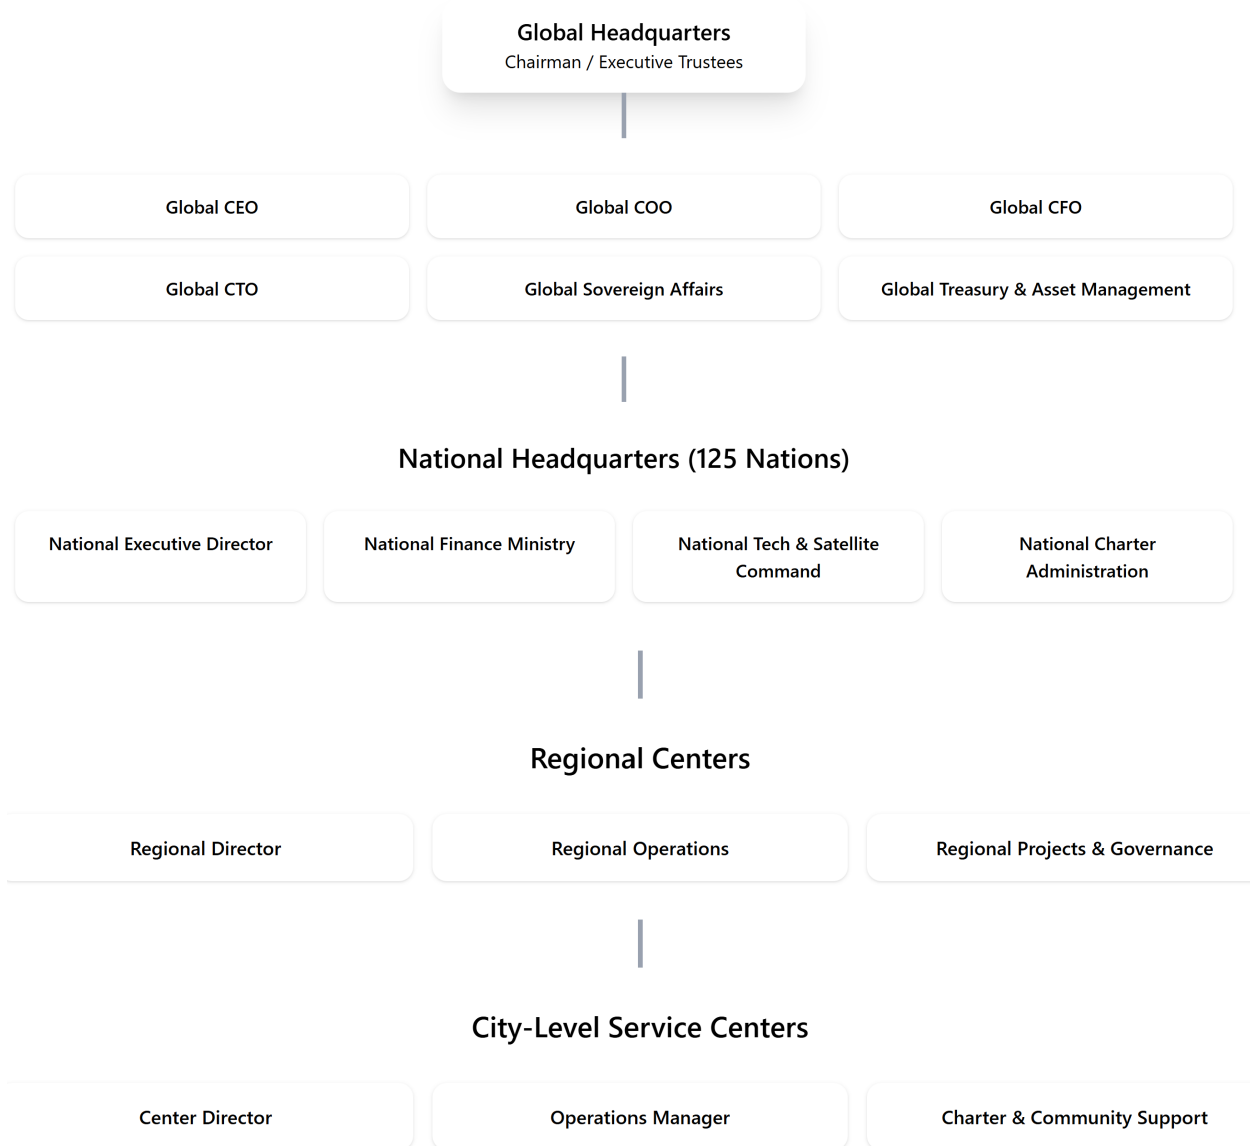 Global Headquarters
Chairman / Executive Trustees
Global CEO
Global COO
Global CFO
Global CTO
Global Sovereign Affairs
Global Treasury & Asset Management
National Headquarters (125 Nations)
National Executive Director
National Finance Ministry
National Tech & Satellite
Command
National Charter
Administration
Regional Centers
Regional Director
Regional Operations
Regional Projects & Governance
City-Level Service Centers
Center Director
Operations Manager
Charter & Community Support